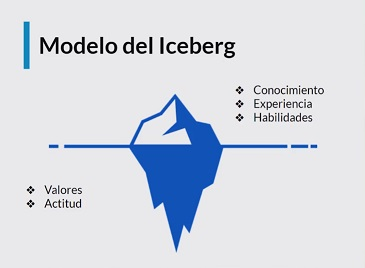 Modelo del Iceberg
❖ Conocimiento
❖ Experiencia
❖ Habilidades
❖ Valores
❖ Actitud